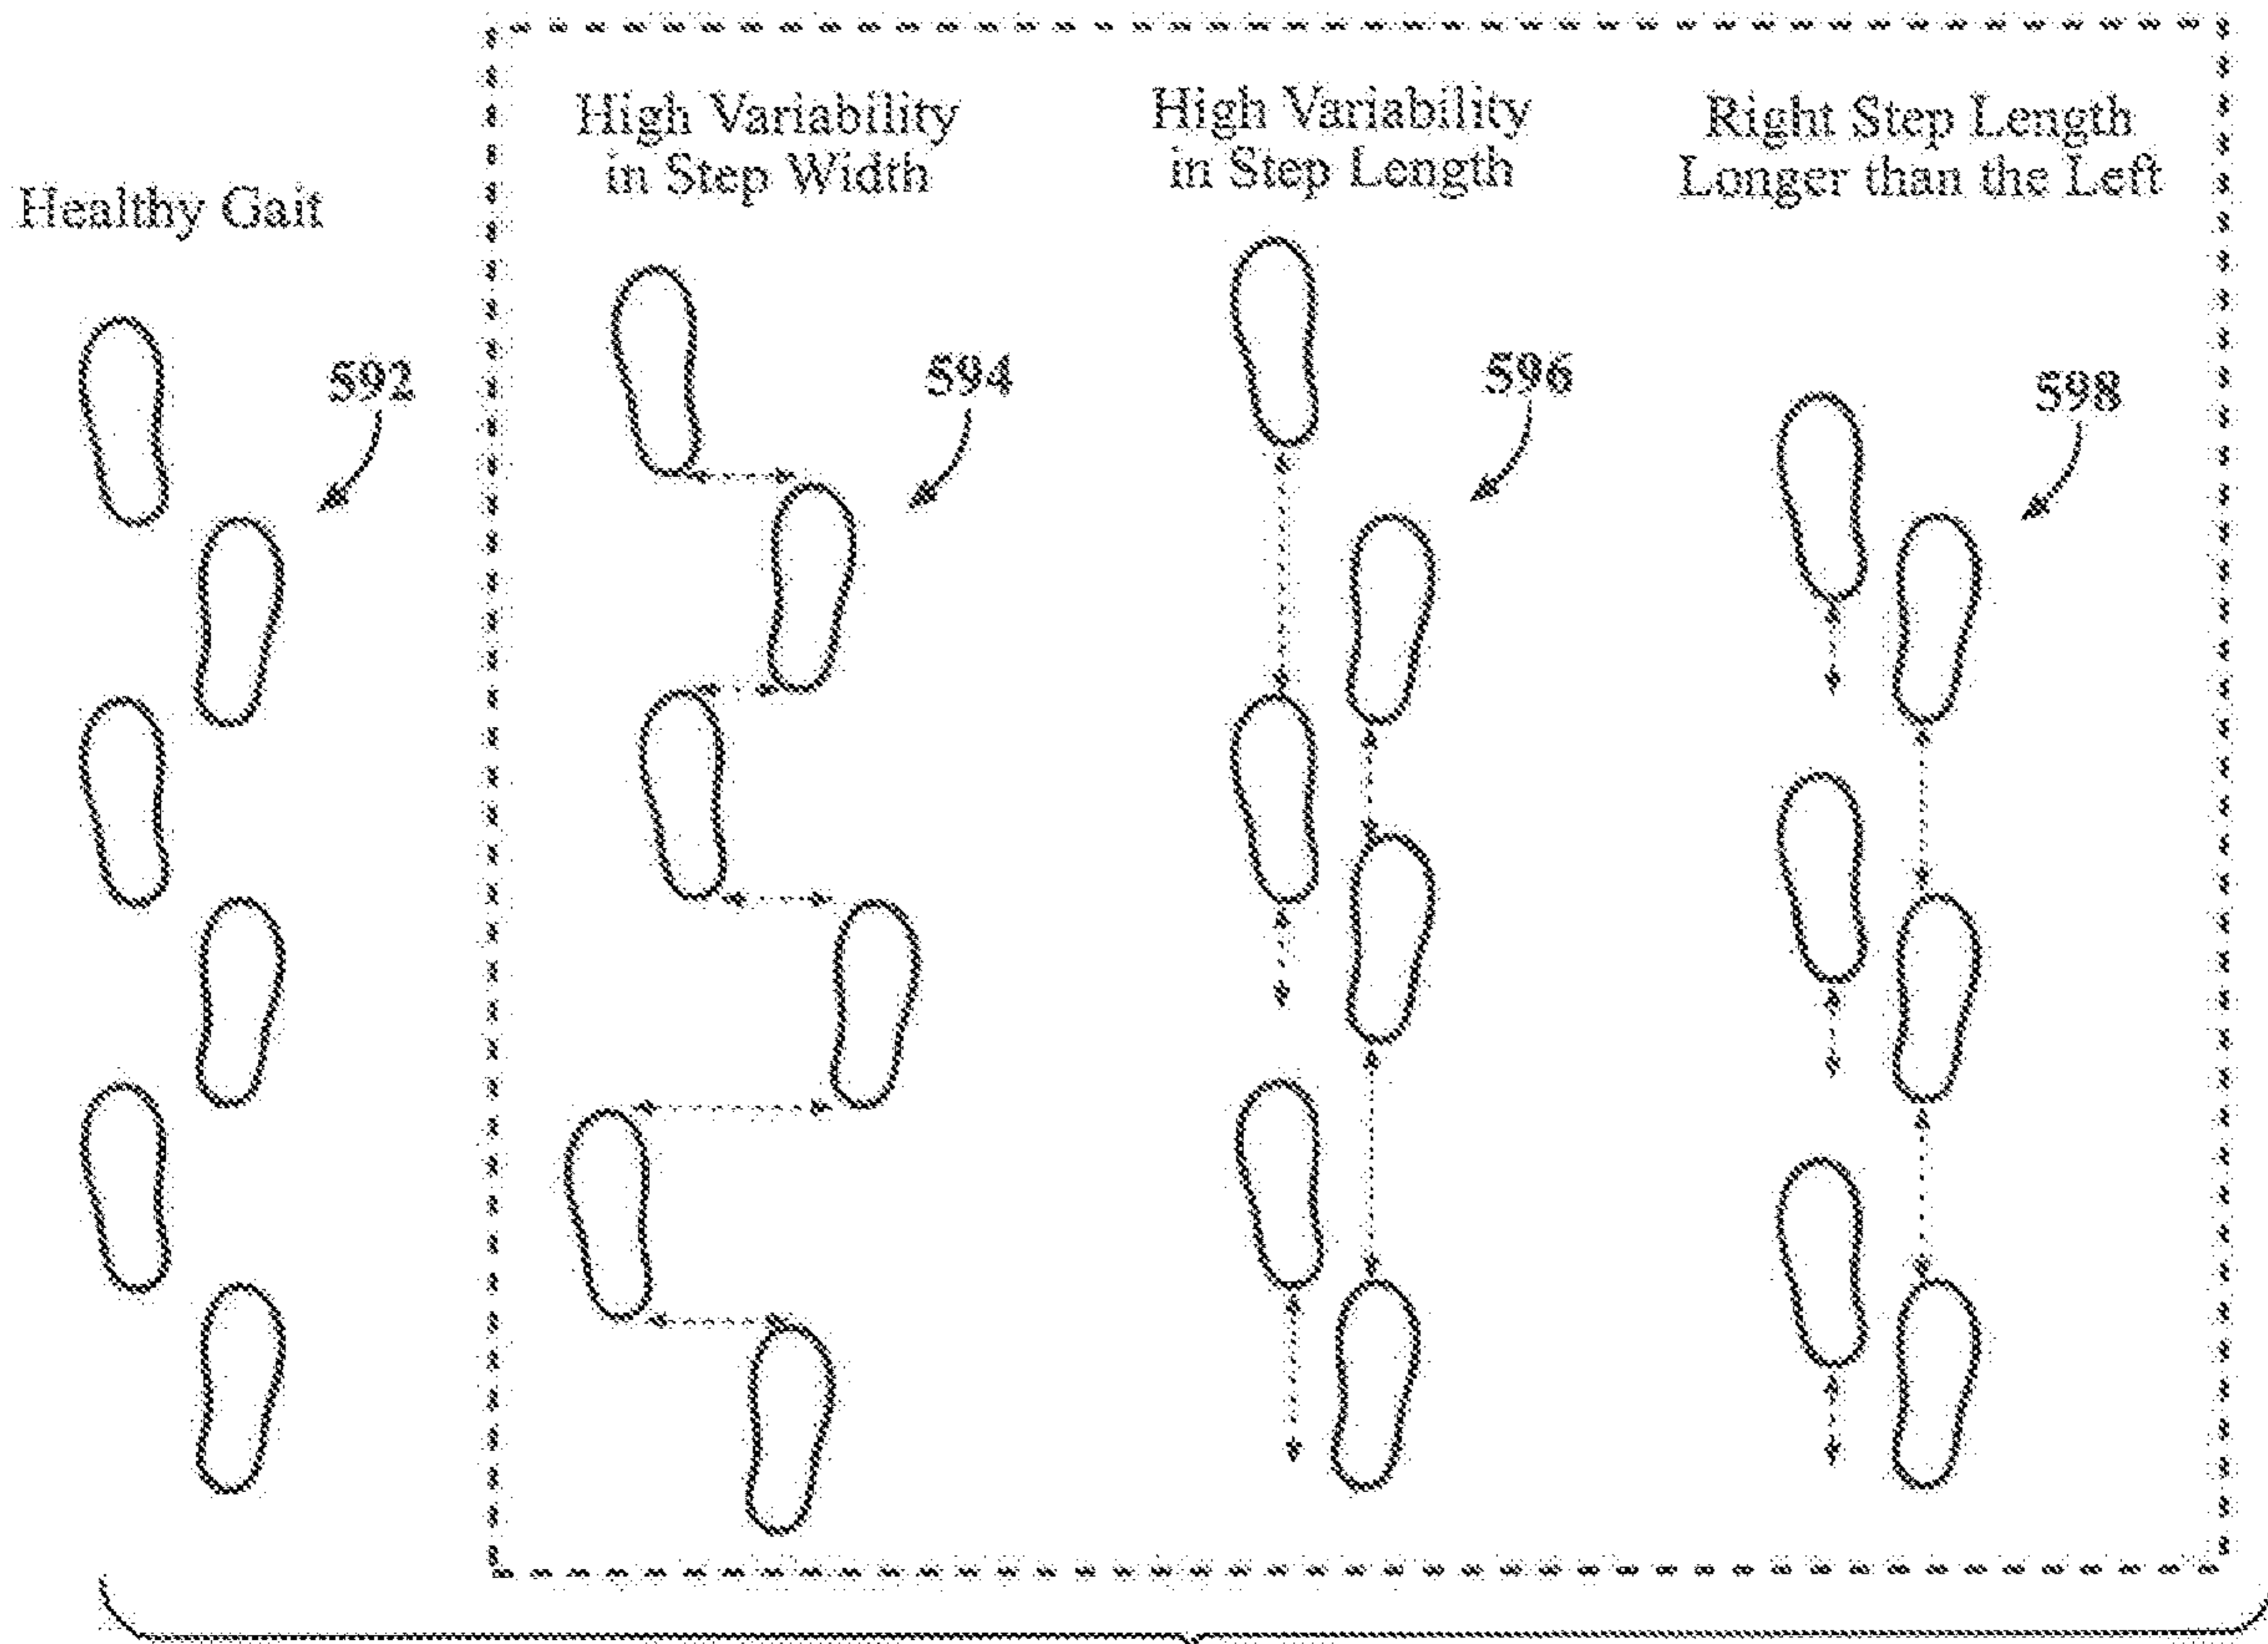 Healthy Gait
592
High Variability
in Step Width
594
High Variability
in Step Length
596
Right Step Length
Longer than the Left
598